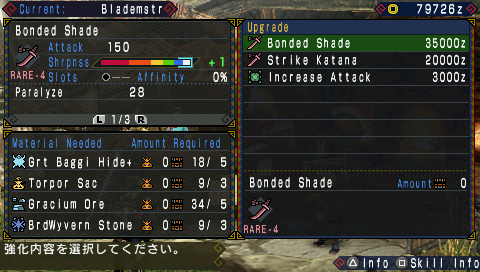 Current: Blademstr
79726z
Bonded Shade
Attack 150
Shrpnss +1
Slots ●—— Affinity 0%
RARE-4
Paralyze 28
L 1/3 R
Material Needed Amount Required
Grt Baggi Hide+ 0 18/ 5
Torpor Sac 0 9/ 3
Gracium Ore 0 34/ 5
BrdWyvern Stone 0 9/ 3
Upgrade
Bonded Shade 35000z
Strike Katana 20000z
Increase Attack 3000z
Bonded Shade Amount 0
RARE-4
強化内容を選択してください。
△Info □Skill Info